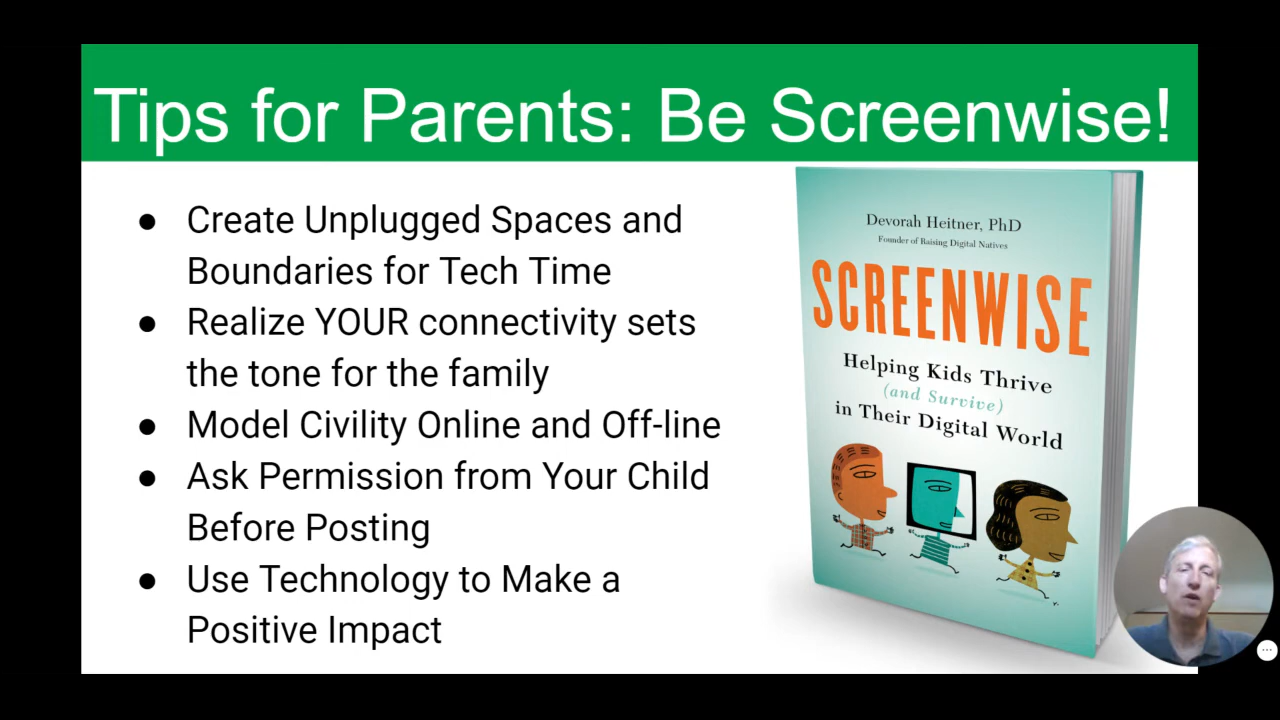 Tips for Parents: Be Screenwise!
● Create Unplugged Spaces and
Boundaries for Tech Time
● Realize YOUR connectivity sets
the tone for the family
● Model Civility Online and Off-line
● Ask Permission from Your Child
Before Posting
● Use Technology to Make a
Positive Impact
Devorah Heitner, PhD
Founder of Raising Digital Natives
SCREENWISE
Helping Kids Thrive
(and Survive)
in Their Digital World